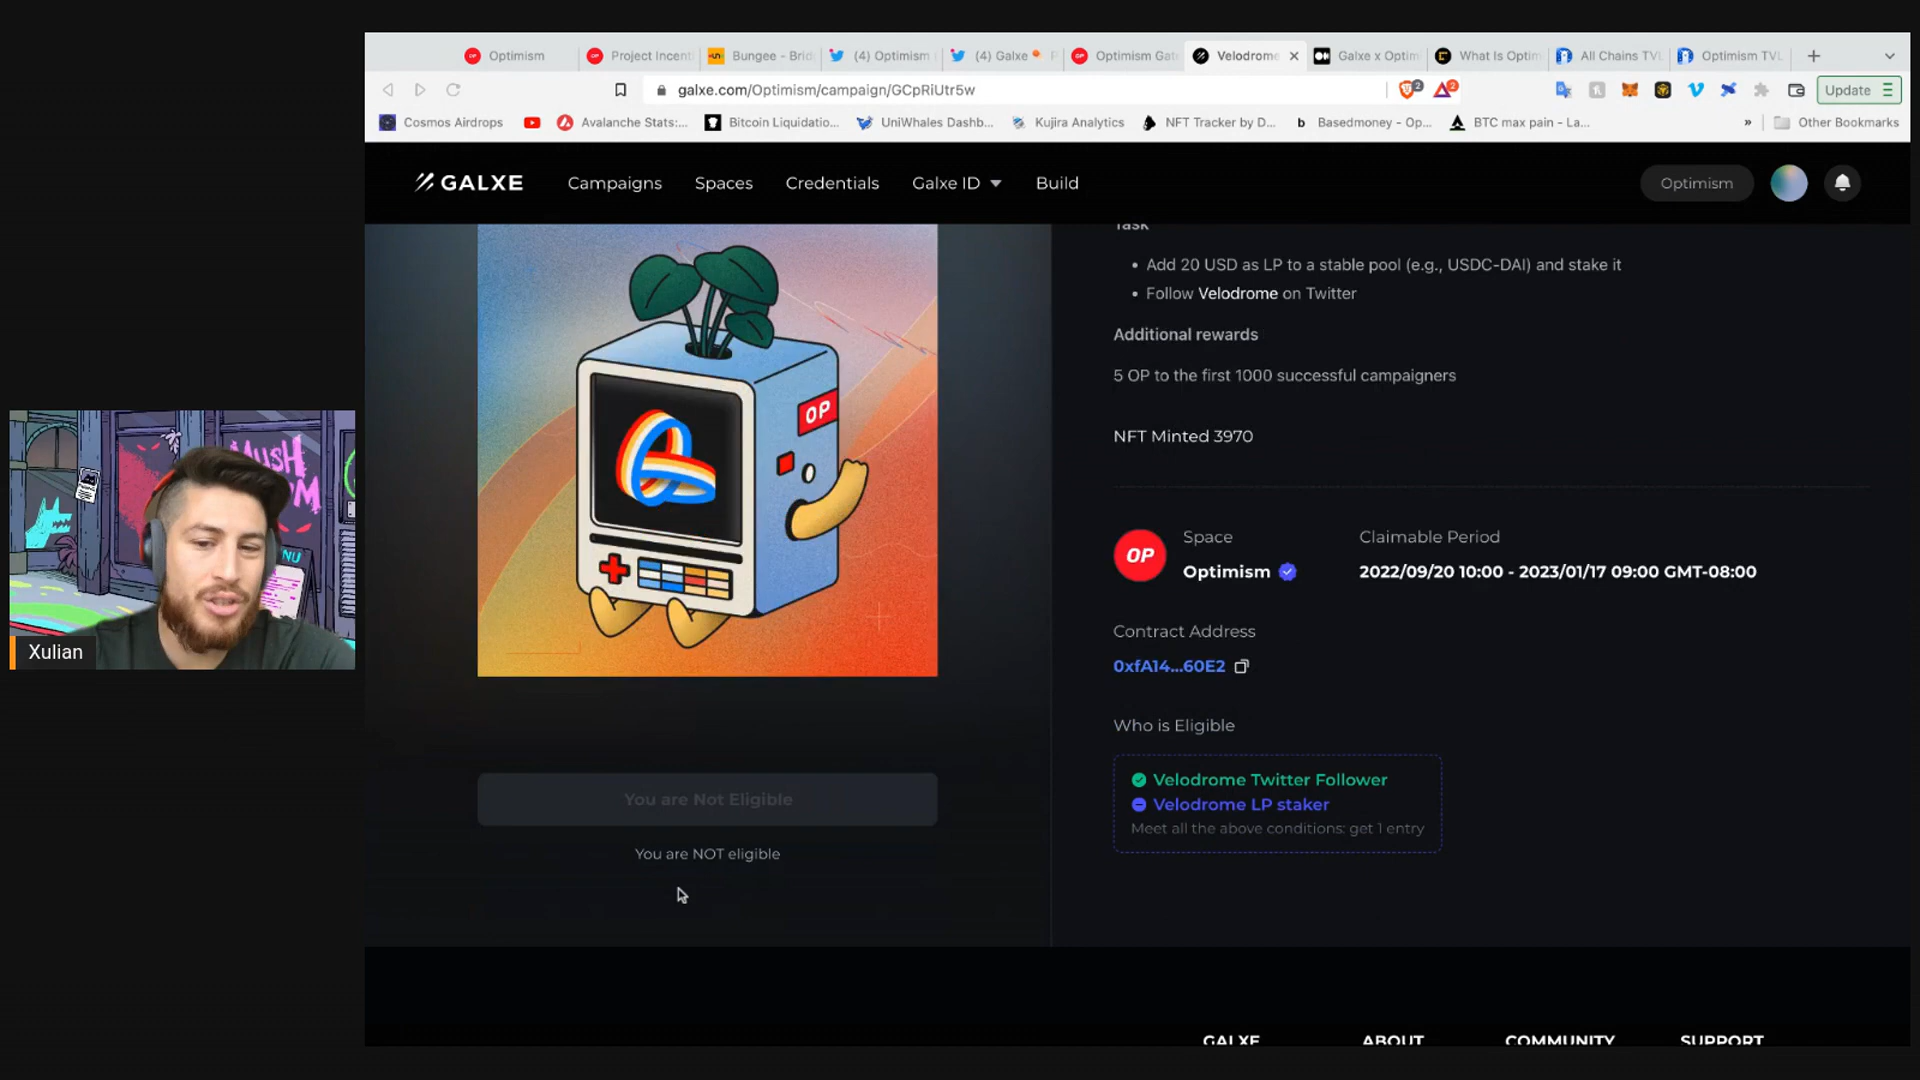 Optimism
Project Incent
Bungee - Brid
(4) Optimism
(4) Galxe
Optimism Gat
Velodrome
Galxe x Optim
What Is Optim
All Chains TVL
Optimism TVL
galxe.com/Optimism/campaign/GCpRiUtr5w
2
2
Update
Cosmos Airdrops
Avalanche Stats:...
Bitcoin Liquidatio...
UniWhales Dashb...
Kujira Analytics
NFT Tracker by D...
Basedmoney - Op...
BTC max pain - La...
»
Other Bookmarks
GALXE
Campaigns
Spaces
Credentials
Galxe ID
Build
Optimism
Task
• Add 20 USD as LP to a stable pool (e.g., USDC-DAI) and stake it
• Follow Velodrome on Twitter
Additional rewards
5 OP to the first 1000 successful campaigners
NFT Minted 3970
OP
OP
Space
Optimism
Claimable Period
2022/09/20 10:00 - 2023/01/17 09:00 GMT-08:00
Contract Address
0xfA14...60E2
Who is Eligible
Velodrome Twitter Follower
Velodrome LP staker
Meet all the above conditions: get 1 entry
You are Not Eligible
You are NOT eligible
Xulian
NU
GALXE
ABOUT
COMMUNITY
SUPPORT